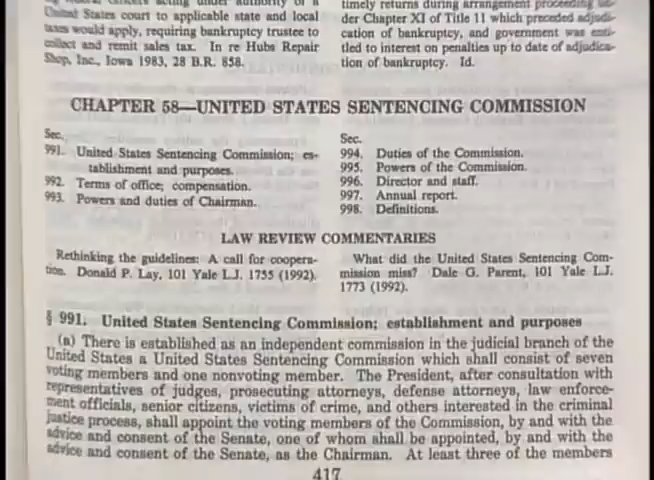 United States court to applicable state and local
taxes would apply, requiring bankruptcy trustee to
collect and remit sales tax. In re Hubs Repair
Shop, Inc., Iowa 1983, 28 B.R. 858.
timely returns during arrangement proceeding un-
der Chapter XI of Title 11 which preceded adjudi-
cation of bankruptcy, and government was enti-
tled to interest on penalties up to date of adjudica-
tion of bankruptcy. Id.
CHAPTER 58—UNITED STATES SENTENCING COMMISSION
Sec.
991. United States Sentencing Commission; es-
tablishment and purposes.
992. Terms of office; compensation.
993. Powers and duties of Chairman.
Sec.
994. Duties of the Commission.
995. Powers of the Commission.
996. Director and staff.
997. Annual report.
998. Definitions.
LAW REVIEW COMMENTARIES
Rethinking the guidelines: A call for coopera-
tion. Donald P. Lay, 101 Yale L.J. 1755 (1992).
What did the United States Sentencing Com-
mission miss? Dale G. Parent, 101 Yale L.J.
1773 (1992).
§ 991. United States Sentencing Commission; establishment and purposes
(a) There is established as an independent commission in the judicial branch of the
United States a United States Sentencing Commission which shall consist of seven
voting members and one nonvoting member. The President, after consultation with
representatives of judges, prosecuting attorneys, defense attorneys, law enforce-
ment officials, senior citizens, victims of crime, and others interested in the criminal
justice process, shall appoint the voting members of the Commission, by and with the
advice and consent of the Senate, one of whom shall be appointed, by and with the
advice and consent of the Senate, as the Chairman. At least three of the members
417